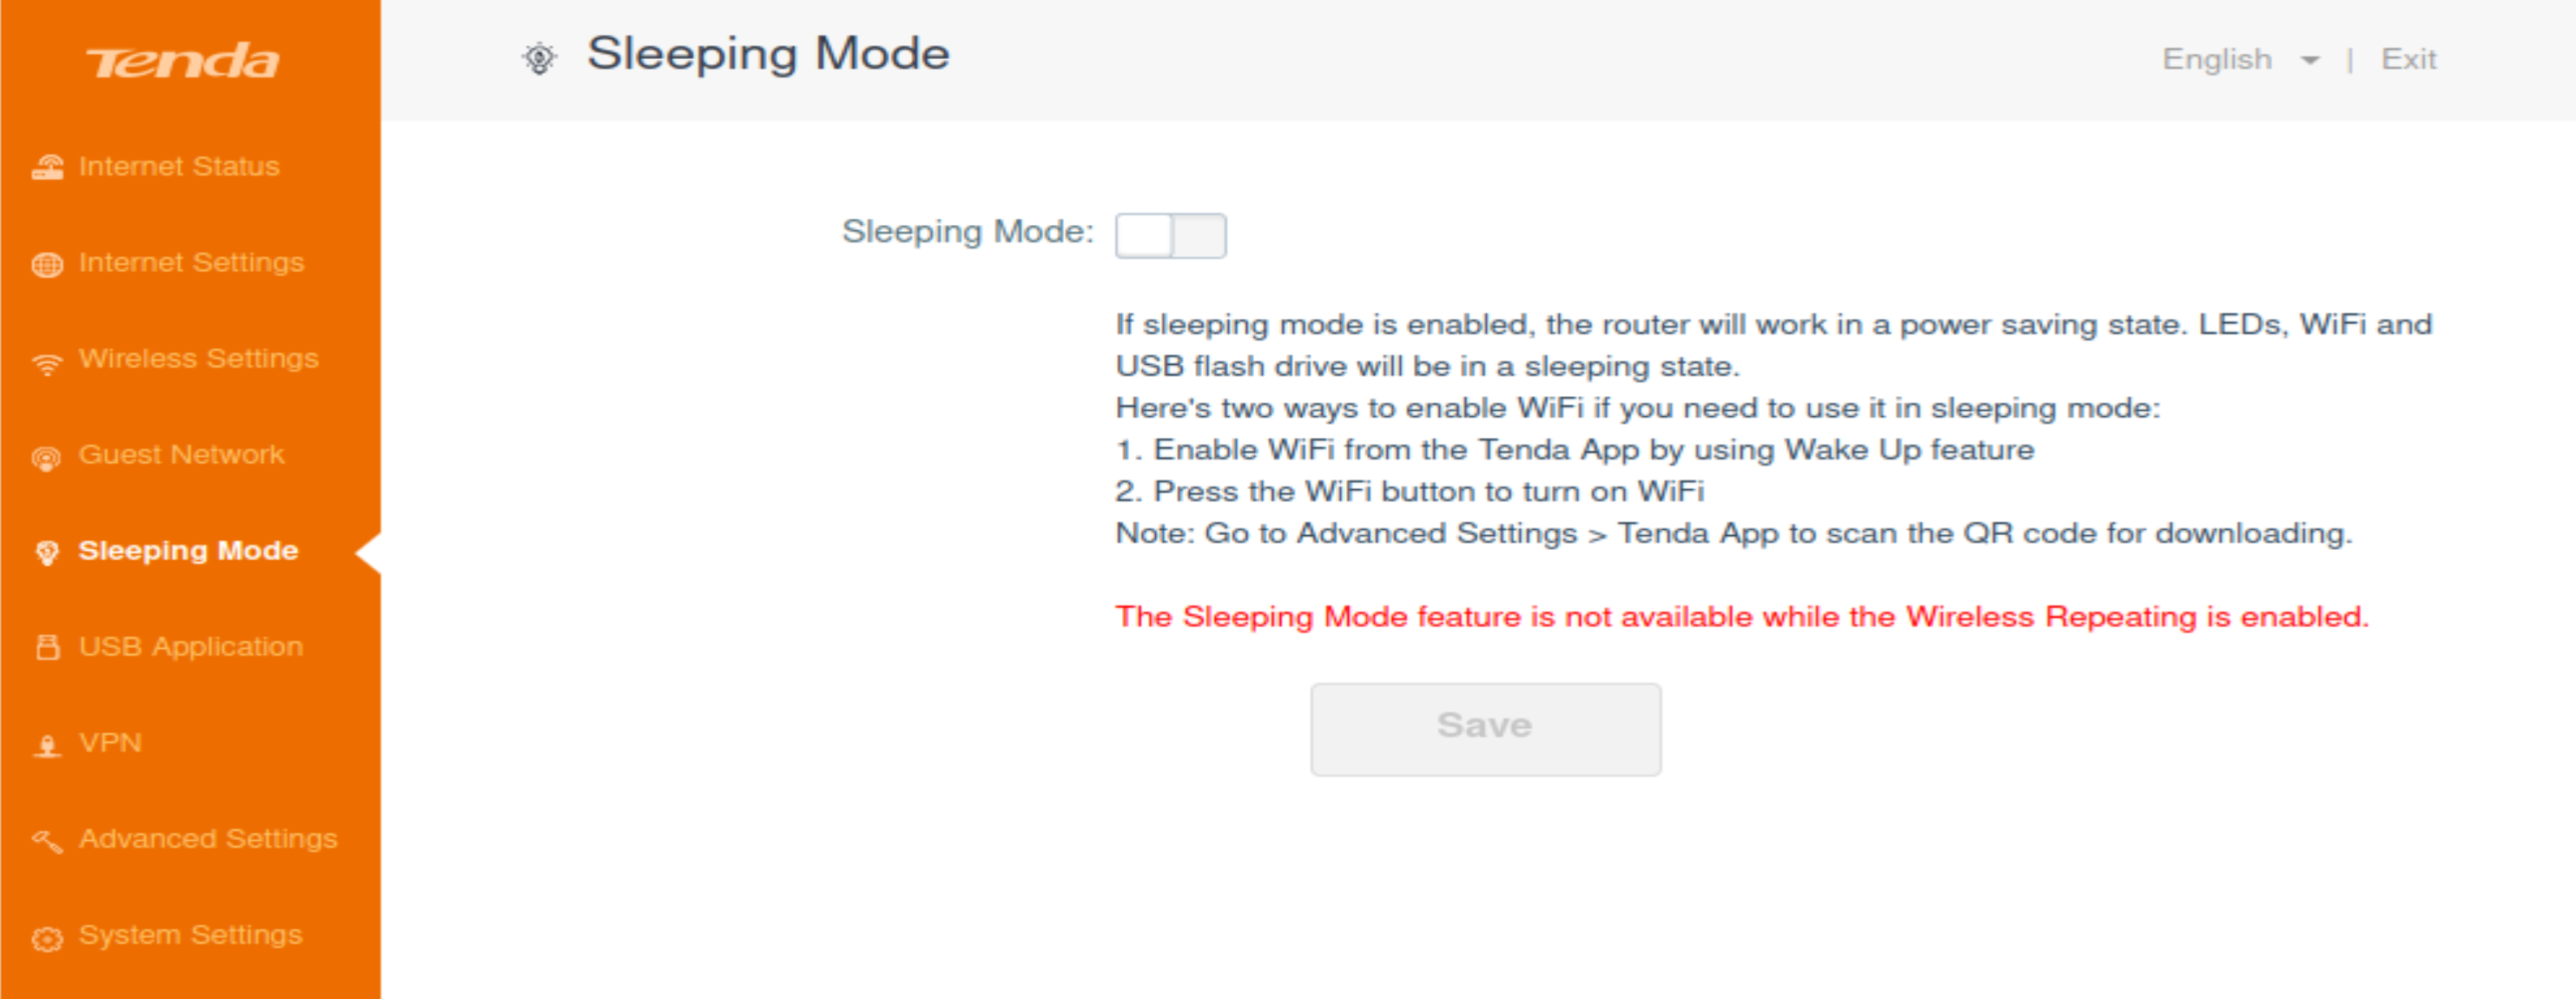 Tenda
Sleeping Mode
English | Exit
Internet Status
Internet Settings
Wireless Settings
Guest Network
Sleeping Mode
USB Application
VPN
Advanced Settings
System Settings
Sleeping Mode:
If sleeping mode is enabled, the router will work in a power saving state. LEDs, WiFi and
USB flash drive will be in a sleeping state.
Here's two ways to enable WiFi if you need to use it in sleeping mode:
1. Enable WiFi from the Tenda App by using Wake Up feature
2. Press the WiFi button to turn on WiFi
Note: Go to Advanced Settings > Tenda App to scan the QR code for downloading.
The Sleeping Mode feature is not available while the Wireless Repeating is enabled.
Save